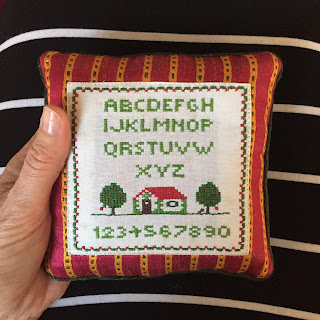 ABCDEFGH
IJKLMNOP
QRSTUVW
XYZ
1234567890